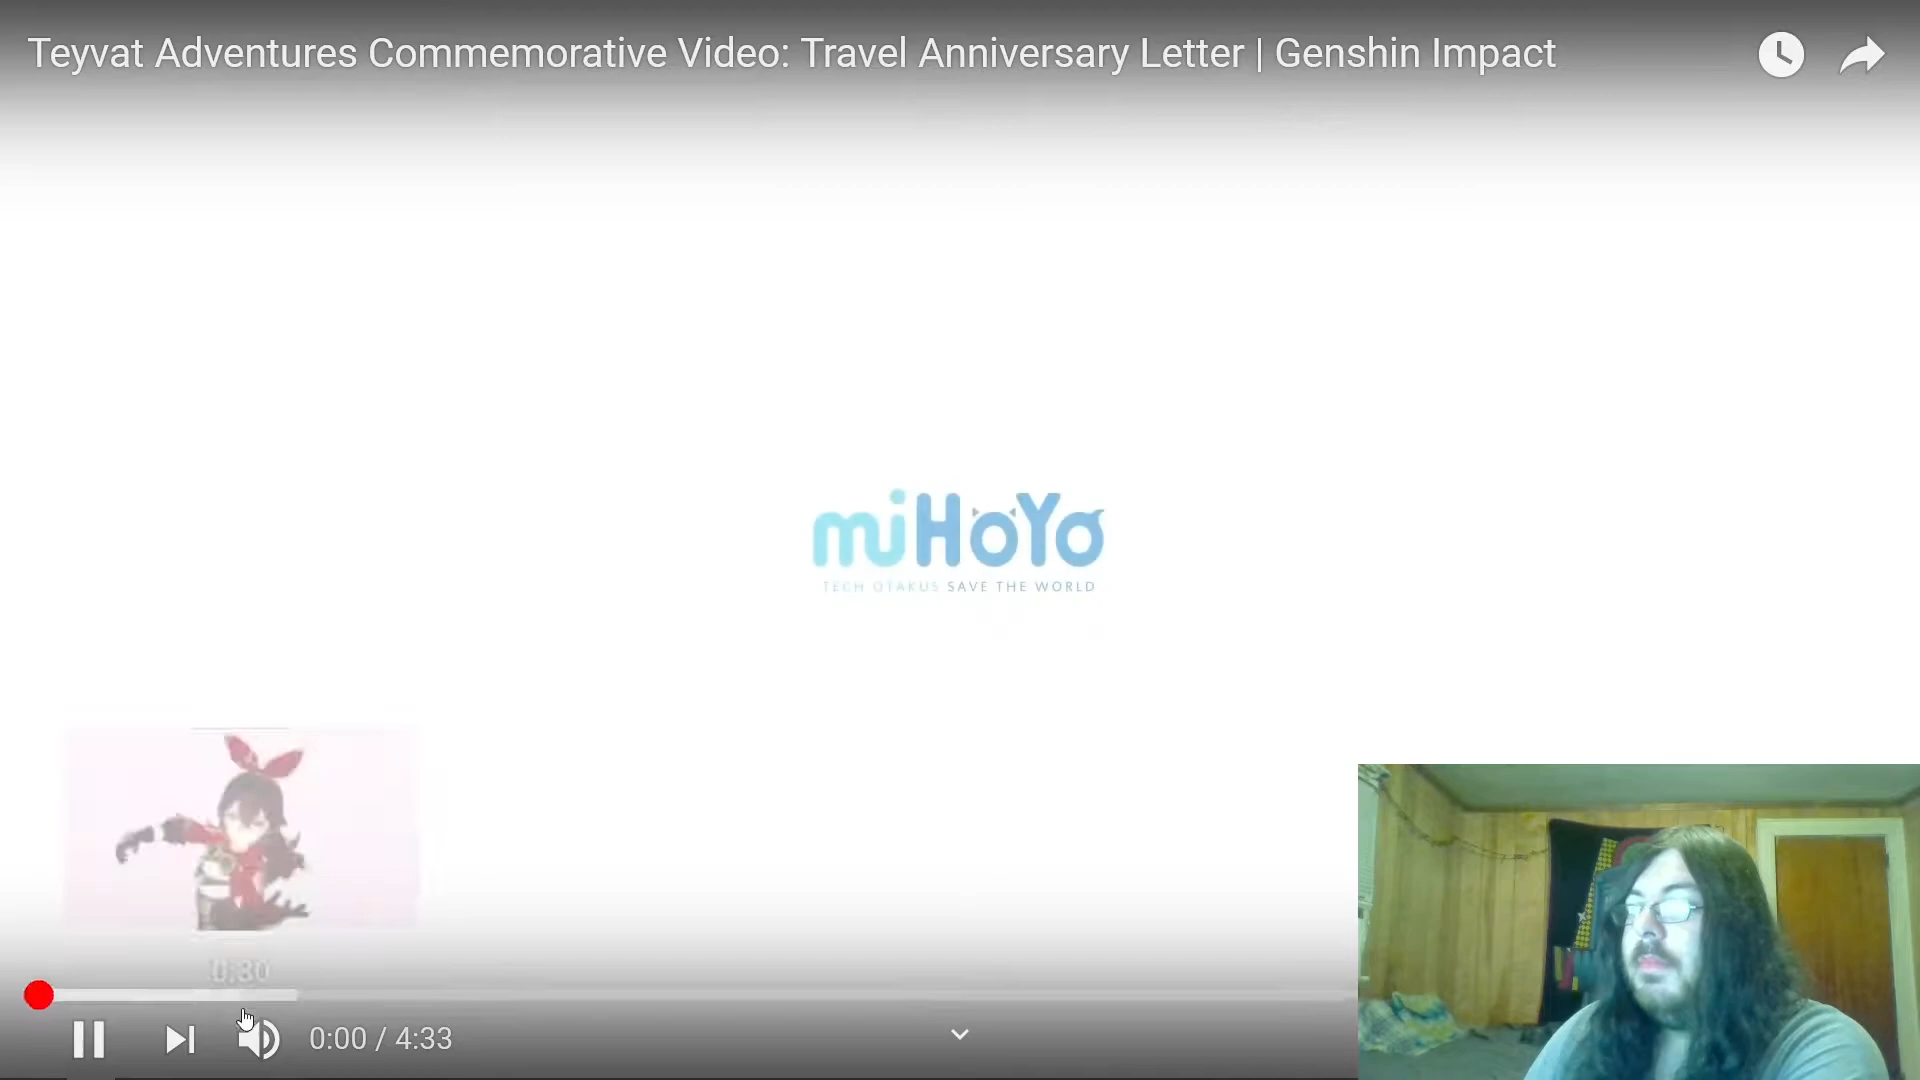 Teyvat Adventures Commemorative Video: Travel Anniversary Letter | Genshin Impact
miHoYo
TECH OTAKUS SAVE THE WORLD
0:30
0:00 / 4:33